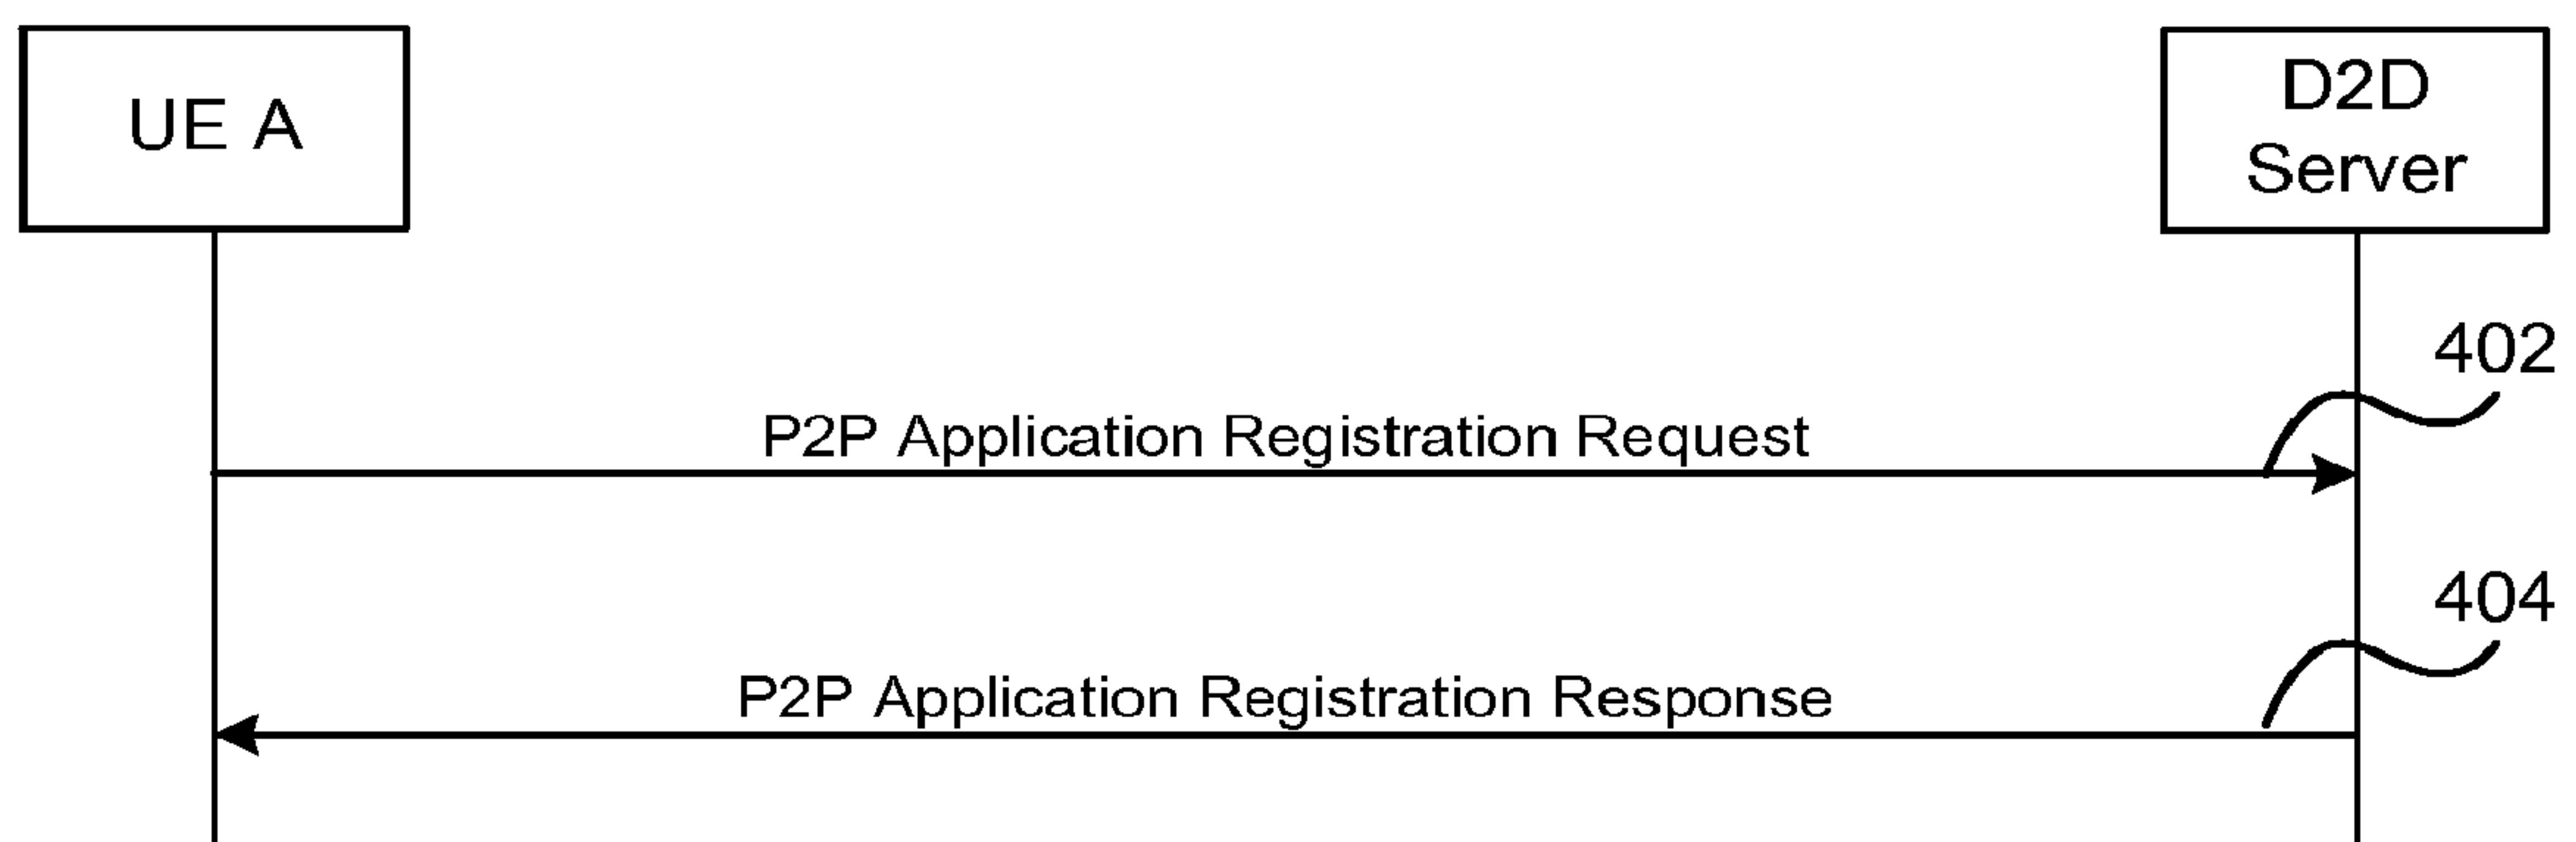 UE A
D2D
Server
402
P2P Application Registration Request
404
P2P Application Registration Response